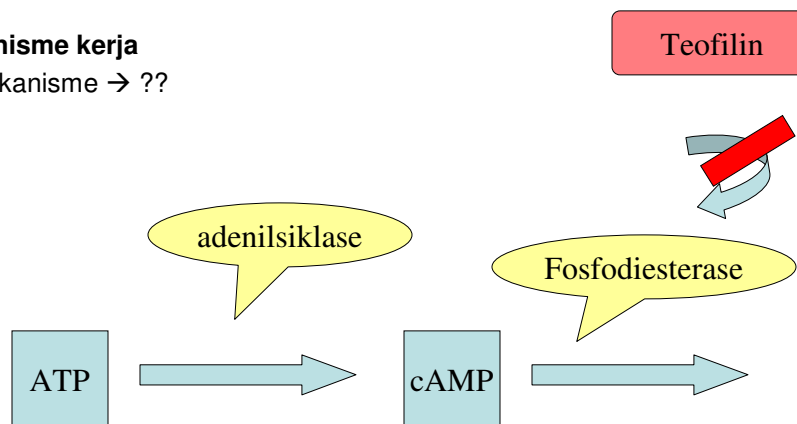 nisme kerja
kanisme → ??
Teofilin
adenilsiklase
Fosfodiesterase
ATP
cAMP